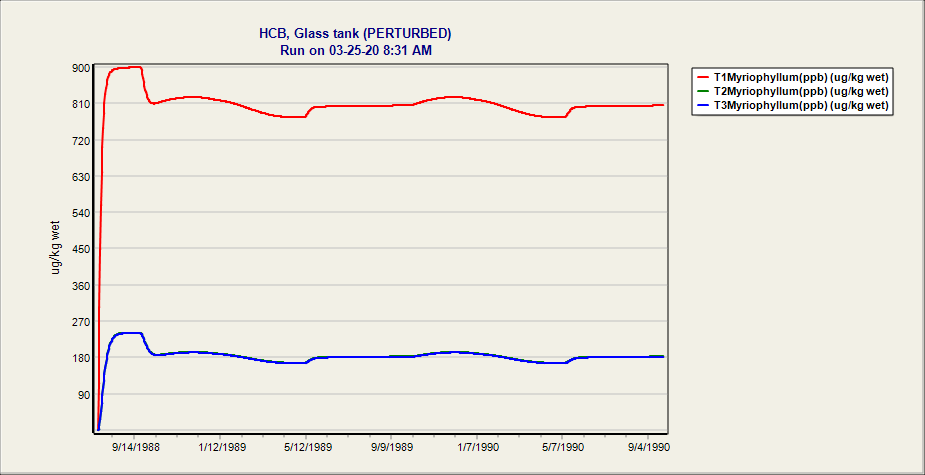 HCB, Glass tank (PERTURBED)
Run on 03-25-20 8:31 AM
T1Myriophyllum(ppb) (ug/kg wet)
T2Myriophyllum(ppb) (ug/kg wet)
T3Myriophyllum(ppb) (ug/kg wet)
ug/kg wet
900
810
720
630
540
450
360
270
180
90
9/14/1988 1/12/1989 5/12/1989 9/9/1989 1/7/1990 5/7/1990 9/4/1990